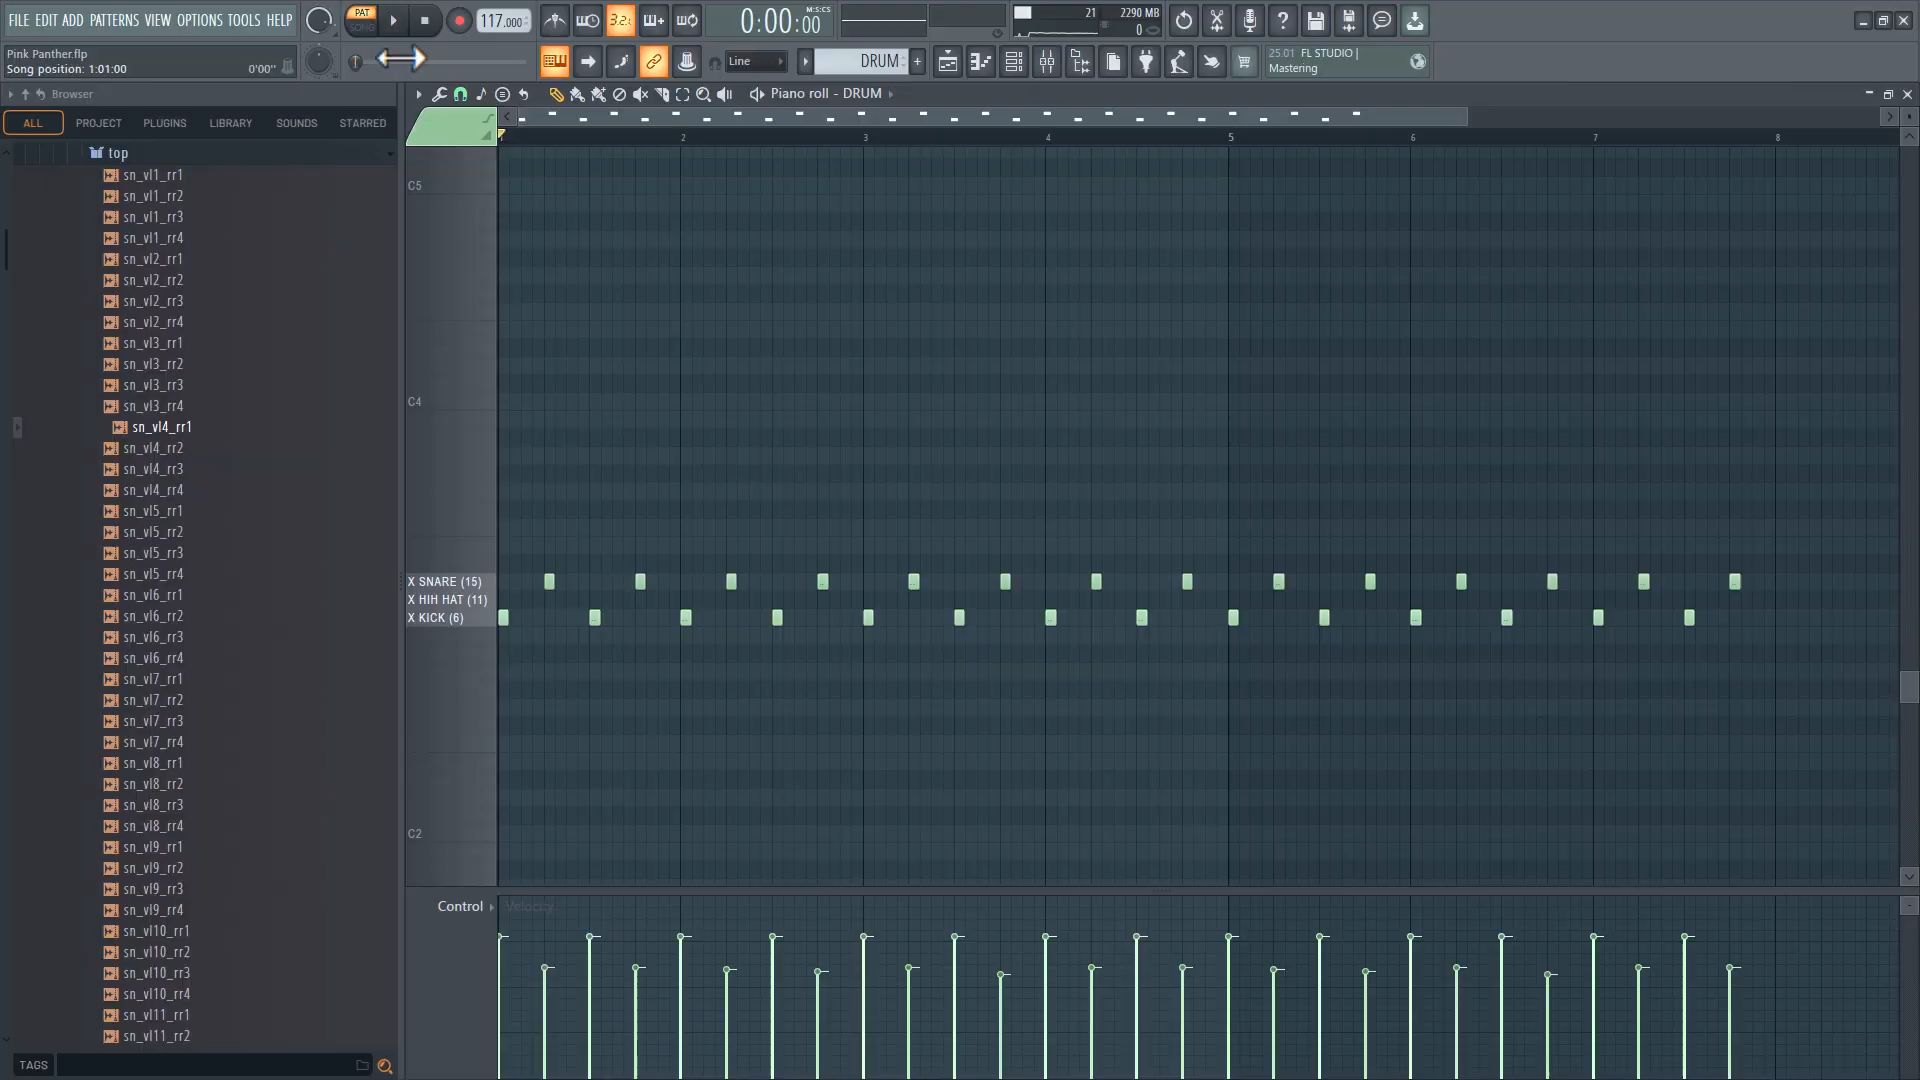 FILE EDIT ADD PATTERNS VIEW OPTIONS TOOLS HELP
PAT
SONG
117.000
3.2
0:00:00
M:S:CS
21
2290 MB
0
Pink Panther.flp
Song position: 1:01:00
0'00"
Line
DRUM
25.01 FL STUDIO |
Mastering
Browser
Piano roll - DRUM
ALL
PROJECT
PLUGINS
LIBRARY
SOUNDS
STARRED
2
3
4
5
6
7
8
top
sn_vl1_rr1
sn_vl1_rr2
sn_vl1_rr3
sn_vl1_rr4
sn_vl2_rr1
sn_vl2_rr2
sn_vl2_rr3
sn_vl2_rr4
sn_vl3_rr1
sn_vl3_rr2
sn_vl3_rr3
sn_vl3_rr4
sn_vl4_rr1
sn_vl4_rr2
sn_vl4_rr3
sn_vl4_rr4
sn_vl5_rr1
sn_vl5_rr2
sn_vl5_rr3
sn_vl5_rr4
sn_vl6_rr1
sn_vl6_rr2
sn_vl6_rr3
sn_vl6_rr4
sn_vl7_rr1
sn_vl7_rr2
sn_vl7_rr3
sn_vl7_rr4
sn_vl8_rr1
sn_vl8_rr2
sn_vl8_rr3
sn_vl8_rr4
sn_vl9_rr1
sn_vl9_rr2
sn_vl9_rr3
sn_vl9_rr4
sn_vl10_rr1
sn_vl10_rr2
sn_vl10_rr3
sn_vl10_rr4
sn_vl11_rr1
sn_vl11_rr2
TAGS
C5
C4
X SNARE (15)
X HIH HAT (11)
X KICK (6)
C2
Control
Velocity